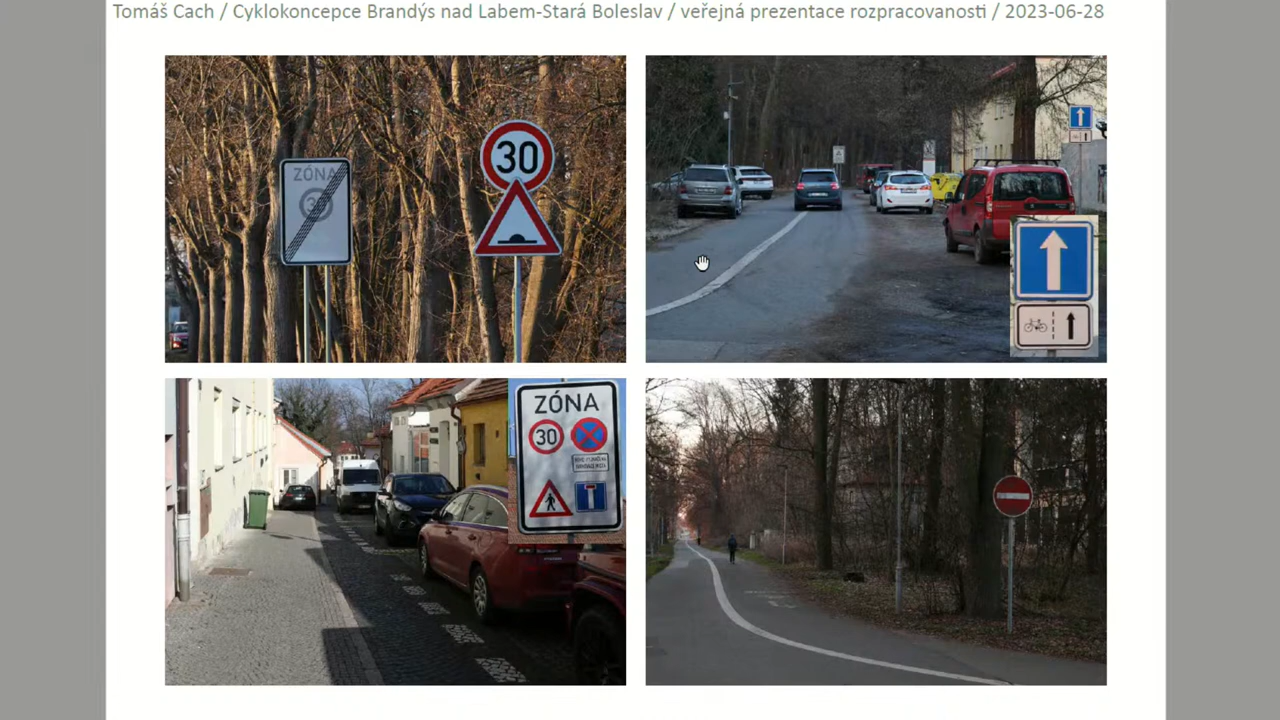 Tomáš Cach / Cyklokoncepce Brandýs nad Labem-Stará Boleslav / veřejná prezentace rozpracovanosti / 2023-06-28
ZÓNA
30
30
ZÓNA
30